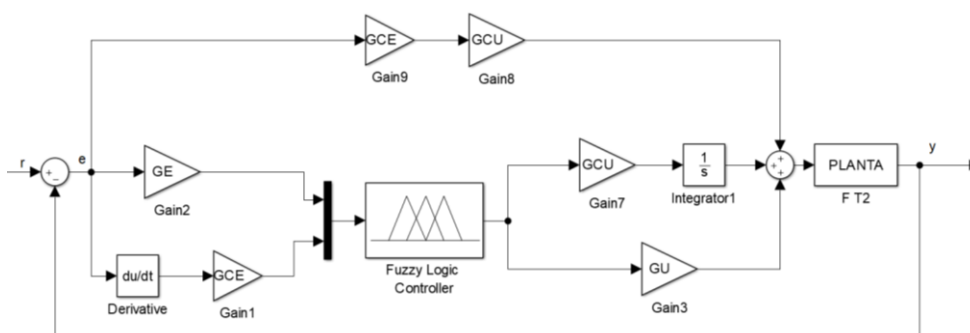 GCE
GCU
Gain9
Gain8
r
+
−
e
GE
Gain2
du/dt
Derivative
GCE
Gain1
Fuzzy Logic
Controller
GCU
Gain7
1
s
Integrator1
GU
Gain3
+
+ +
PLANTA
F T2
y